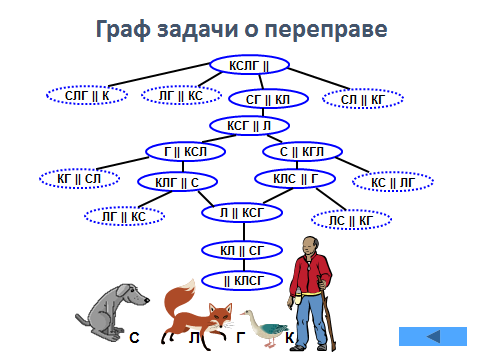 Граф задачи о переправе
КСЛГ ||
СЛГ || К
ЛГ || КС
СГ || КЛ
СЛ || КГ
КСГ || Л
Г || КСЛ
С || КГЛ
КГ || СЛ
КЛГ || С
КЛС || Г
КС || ЛГ
ЛГ || КС
Л || КСГ
ЛС || КГ
КЛ || СГ
|| КЛСГ
С Л Г К